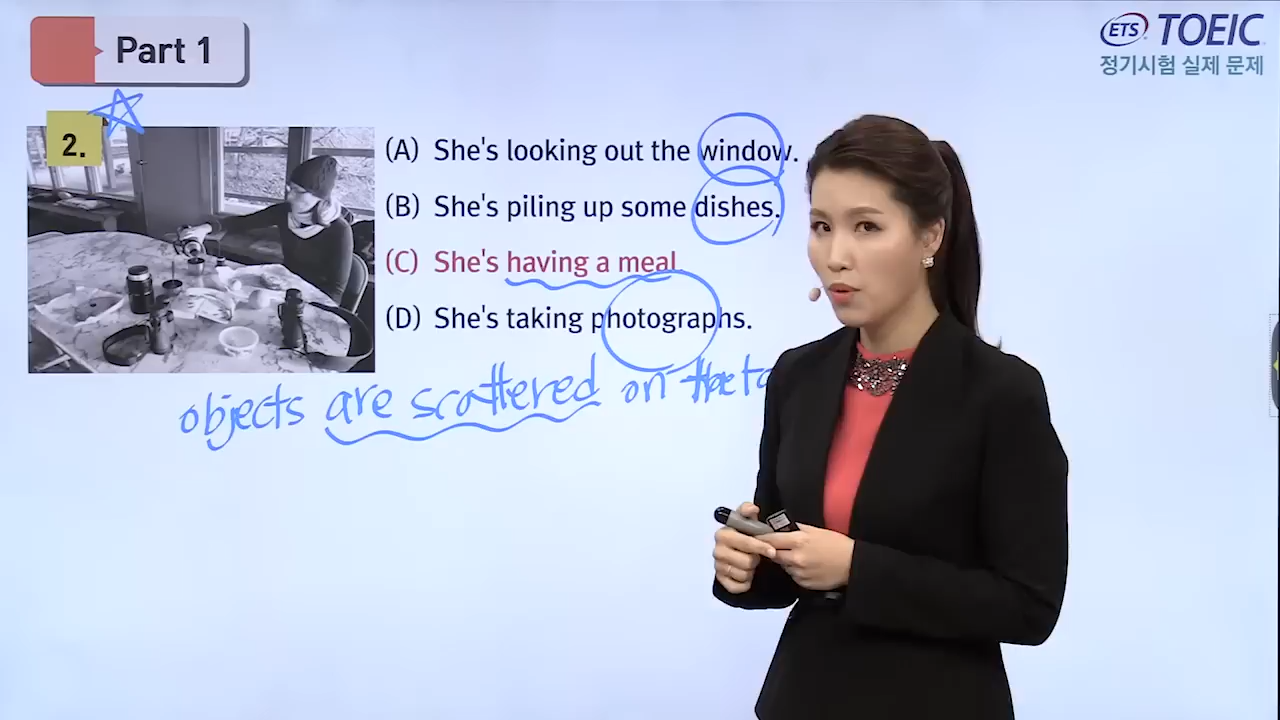 Part 1
ETS TOEIC
정기시험 실제 문제
2.
(A) She's looking out the window.
(B) She's piling up some dishes.
(C) She's having a meal.
(D) She's taking photographs.
objects are scattered on the